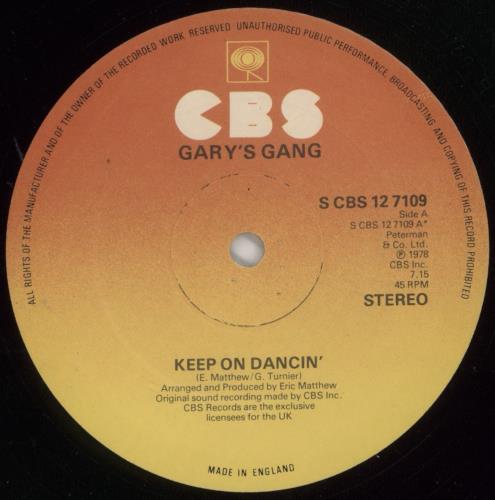 ALL RIGHTS OF THE MANUFACTURER AND OF THE OWNER OF THE RECORDED WORK RESERVED UNAUTHORISED PUBLIC PERFORMANCE, BROADCASTING AND COPYING OF THIS RECORD PROHIBITED
CBS
GARY'S GANG
S CBS 12 7109
Side A
S CBS 12 7109 A*
Peterman
& Co. Ltd.
℗ 1978
CBS Inc.
7.15
45 RPM
STEREO
KEEP ON DANCIN'
(E. Matthew/G. Turnier)
Arranged and Produced by Eric Matthew
Original sound recording made by CBS Inc.
CBS Records are the exclusive
licensees for the UK
MADE IN ENGLAND